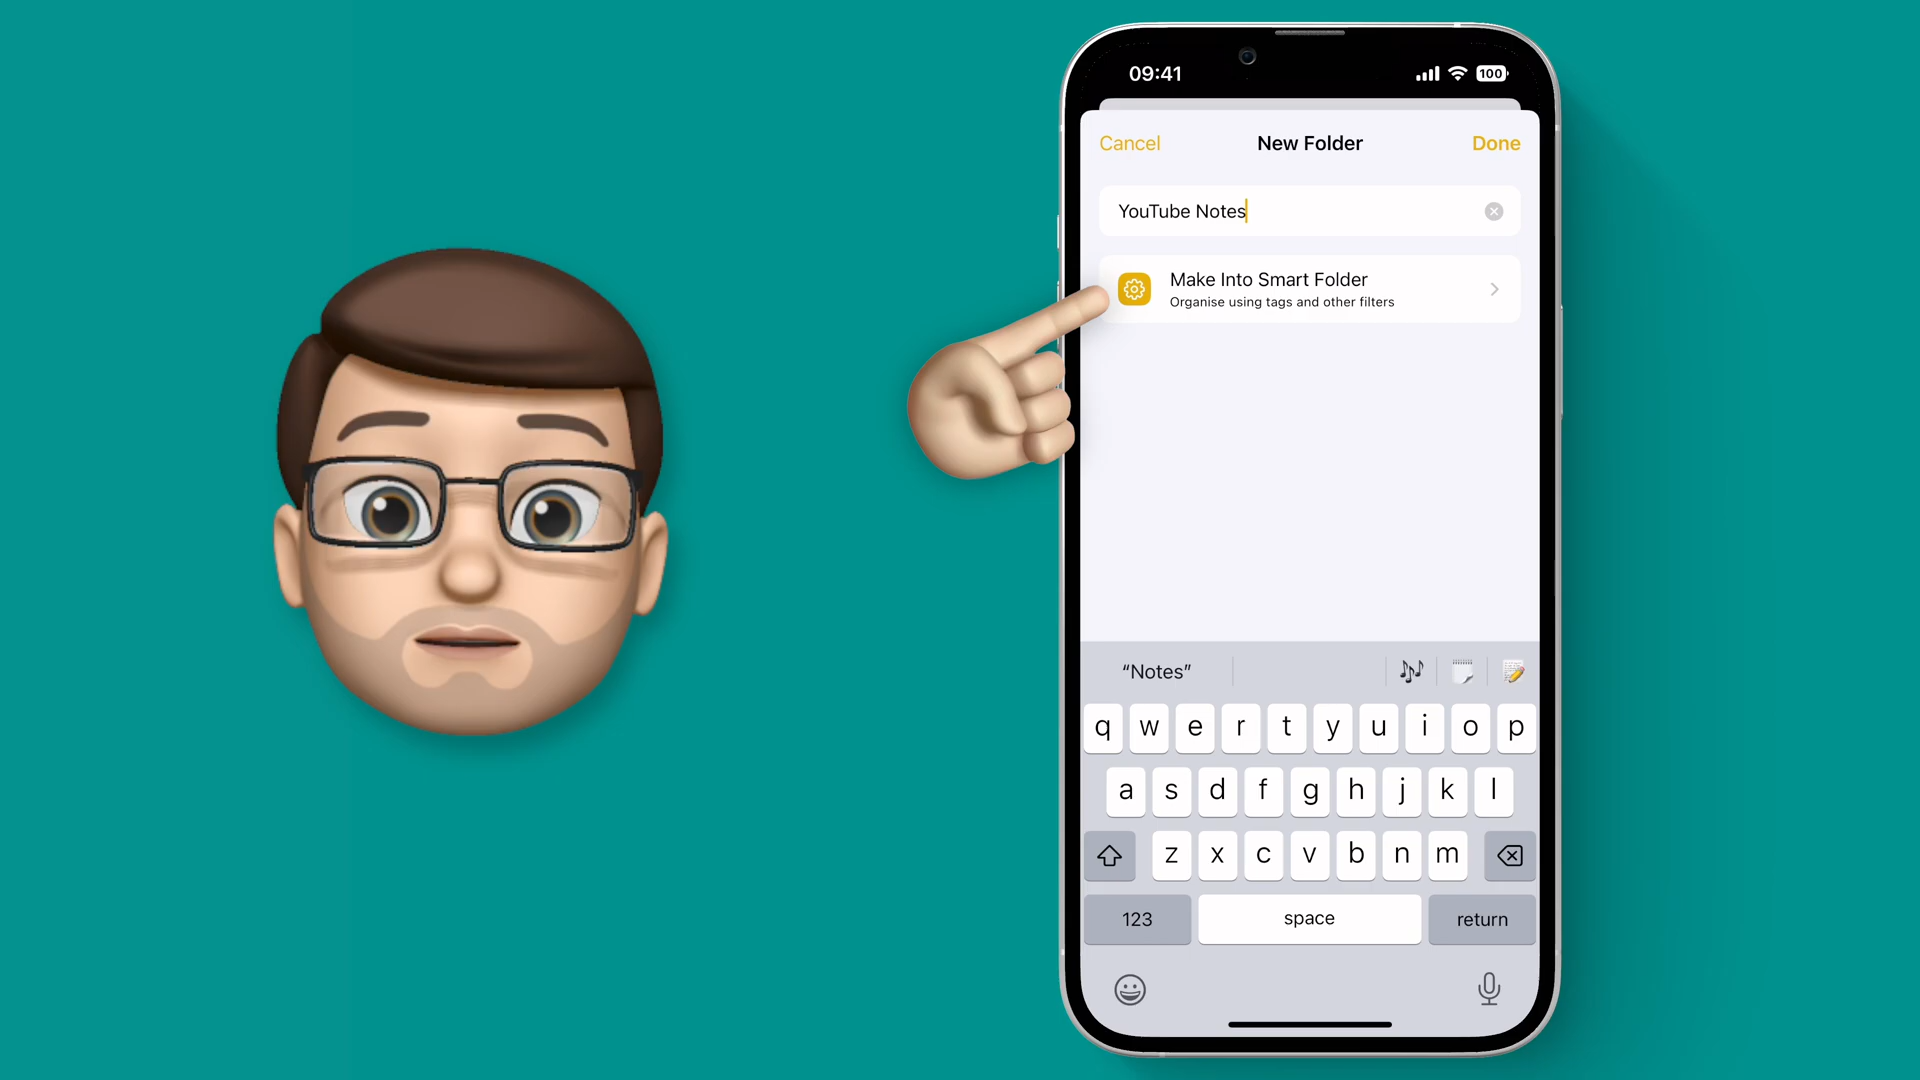 09:41
100
Cancel
New Folder
Done
YouTube Notes
Make Into Smart Folder
Organise using tags and other filters
“Notes”
q w e r t y u i o p
a s d f g h j k l
z x c v b n m
123
space
return